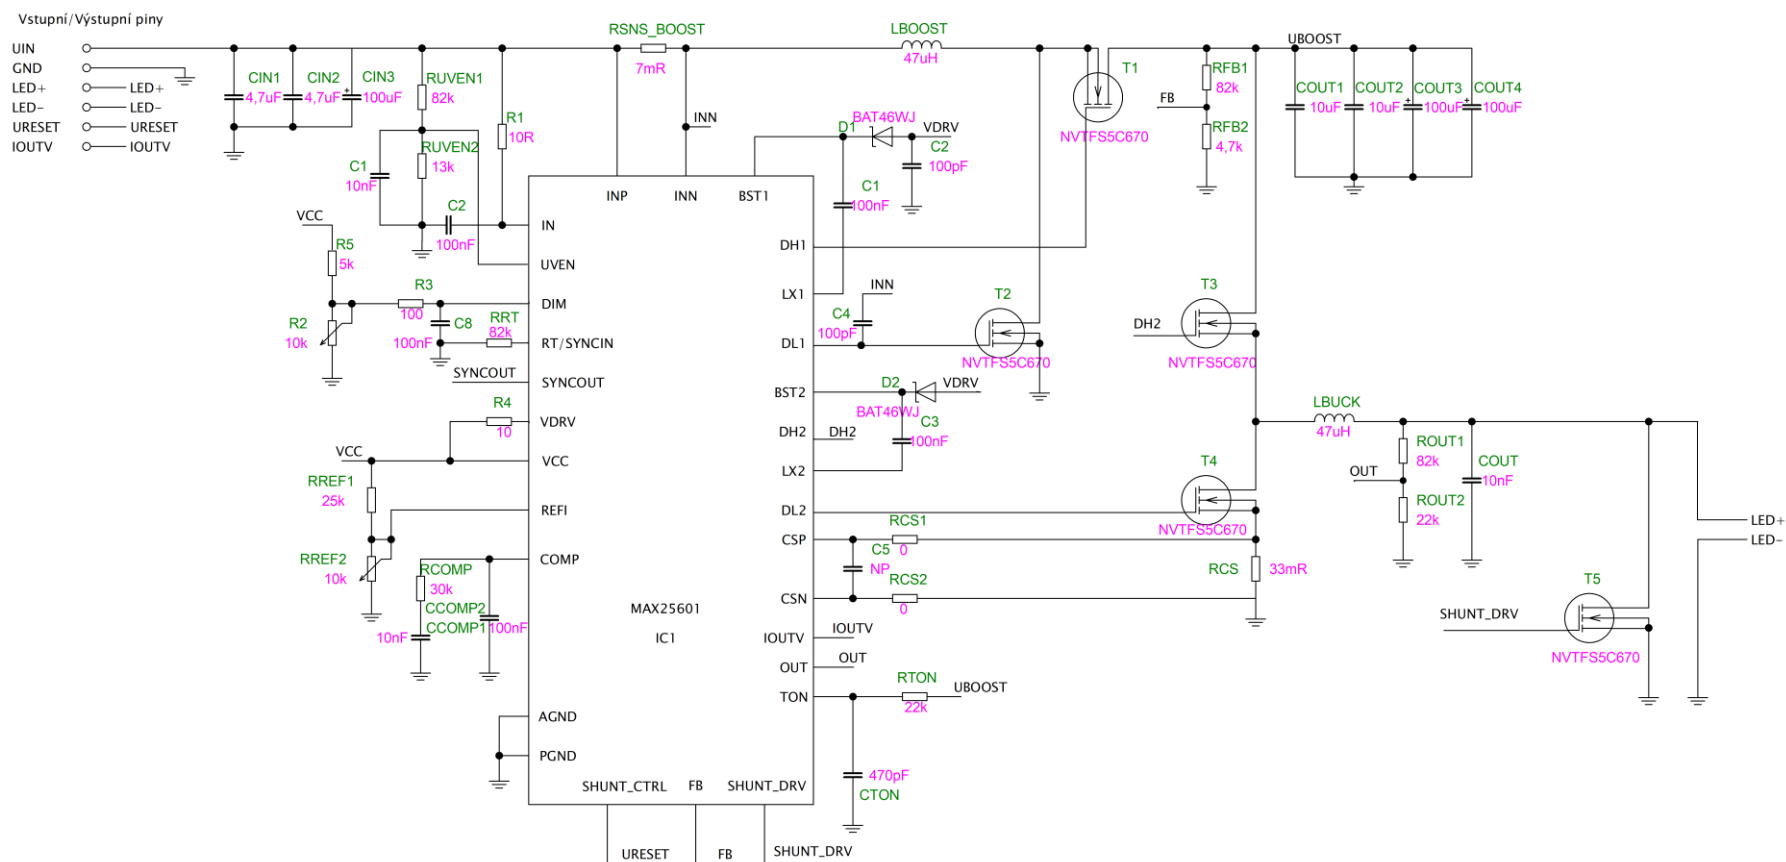 Vstupní/Výstupní piny
UIN
GND
LED+ LED+
LED- LED-
URESET URESET
IOUTV IOUTV
CIN1
4,7uF
CIN2
4,7uF
CIN3
100uF
RUVEN1
82k
RUVEN2
13k
R1
10R
C1
10nF
C2
100nF
RSNS_BOOST
7mR
INN
LBOOST
47uH
T1
NVTFS5C670
BAT46WJ
D1
VDRV
C2
100pF
C1
100nF
UBOOST
RFB1
82k
FB
RFB2
4,7k
COUT1
10uF
COUT2
10uF
COUT3
100uF
COUT4
100uF
VCC
R5
5k
R2
10k
R3
100
C8
100nF
RRT
82k
SYNCOUT
R4
10
VCC
RREF1
25k
RREF2
10k
RCOMP
30k
CCOMP2
100nF
CCOMP1
10nF
INP
INN
BST1
IN
UVEN
DIM
RT/SYNCIN
SYNCOUT
VDRV
VCC
REFI
COMP
AGND
PGND
MAX25601
IC1
DH1
LX1
DL1
BST2
DH2
LX2
DL2
CSP
CSN
IOUTV
OUT
TON
SHUNT_CTRL
FB
SHUNT_DRV
URESET
FB
SHUNT_DRV
INN
C4
100pF
T2
NVTFS5C670
D2
BAT46WJ
VDRV
C3
100nF
DH2
DH2
T3
NVTFS5C670
T4
NVTFS5C670
RCS1
0
C5
NP
RCS2
0
RCS
33mR
IOUTV
OUT
RTON
22k
UBOOST
470pF
CTON
LBUCK
47uH
ROUT1
82k
OUT
ROUT2
22k
COUT
10nF
LED+
LED-
T5
SHUNT_DRV
NVTFS5C670